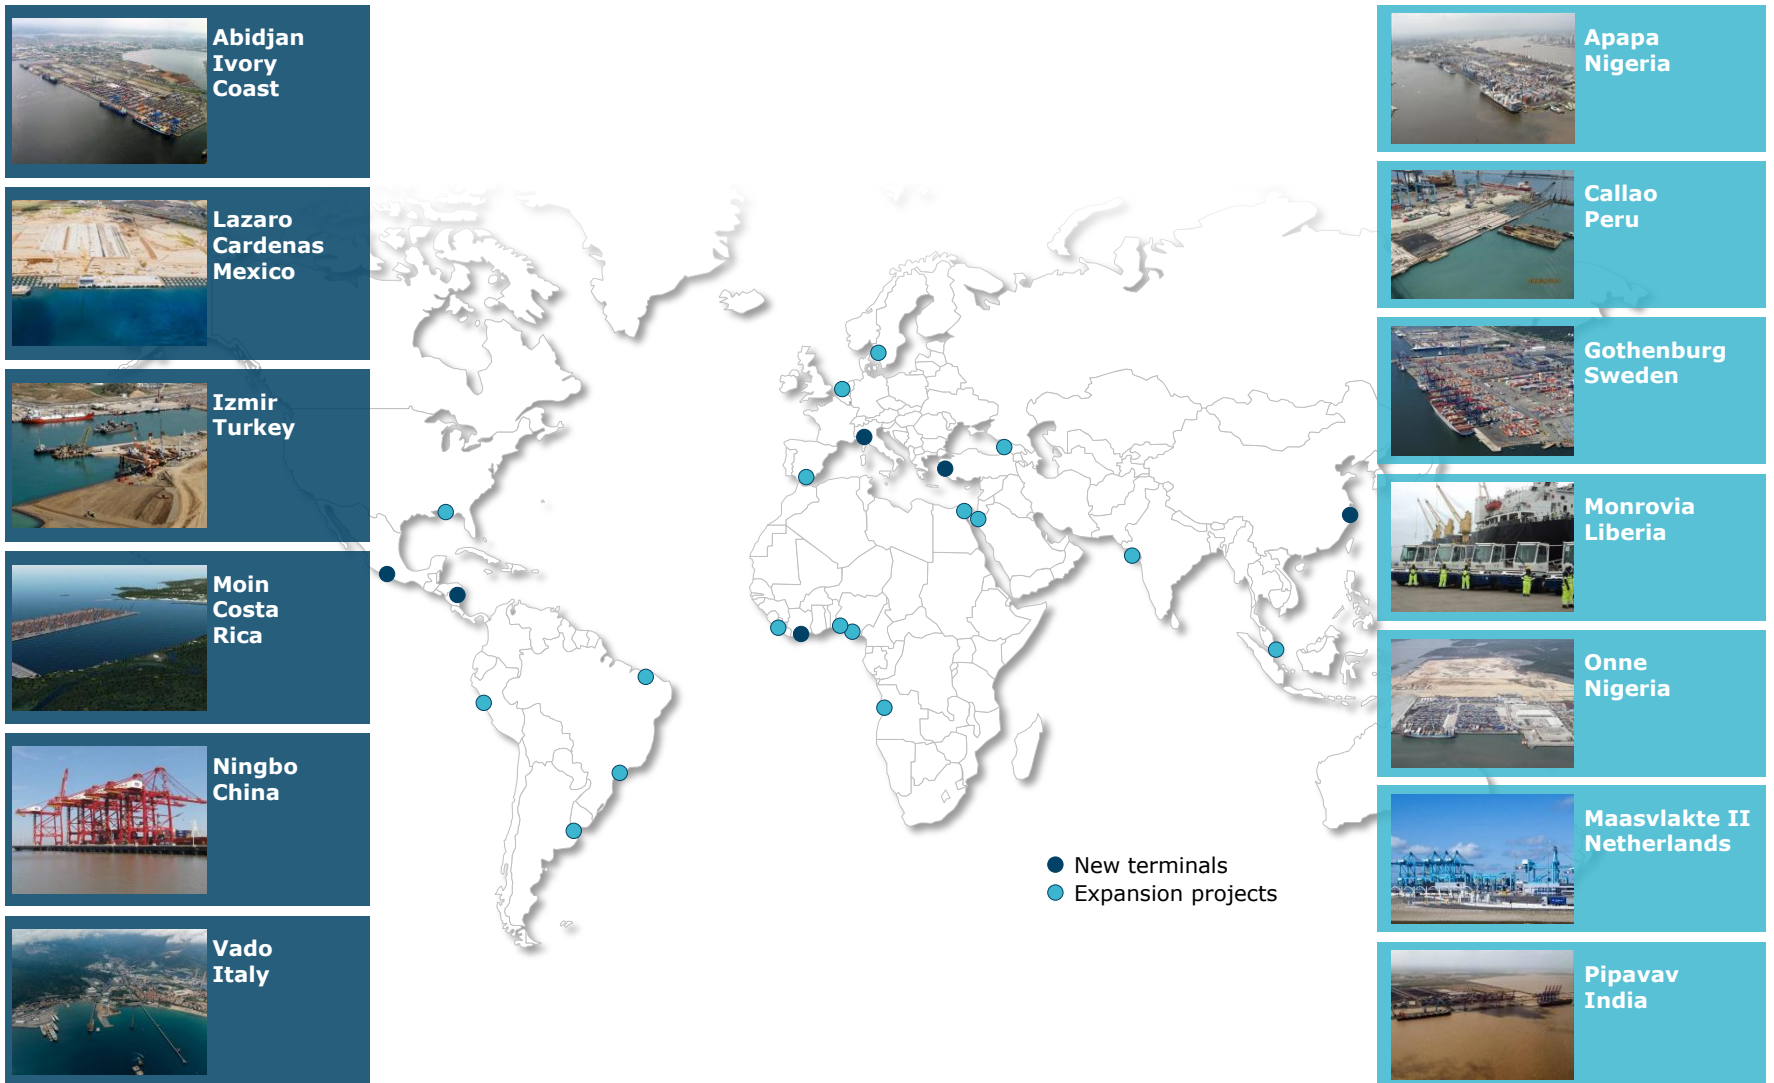 Abidjan
Ivory
Coast
Lazaro
Cardenas
Mexico
Izmir
Turkey
Moin
Costa
Rica
Ningbo
China
Vado
Italy
New terminals
Expansion projects
Apapa
Nigeria
Callao
Peru
Gothenburg
Sweden
Monrovia
Liberia
Onne
Nigeria
Maasvlakte II
Netherlands
Pipavav
India